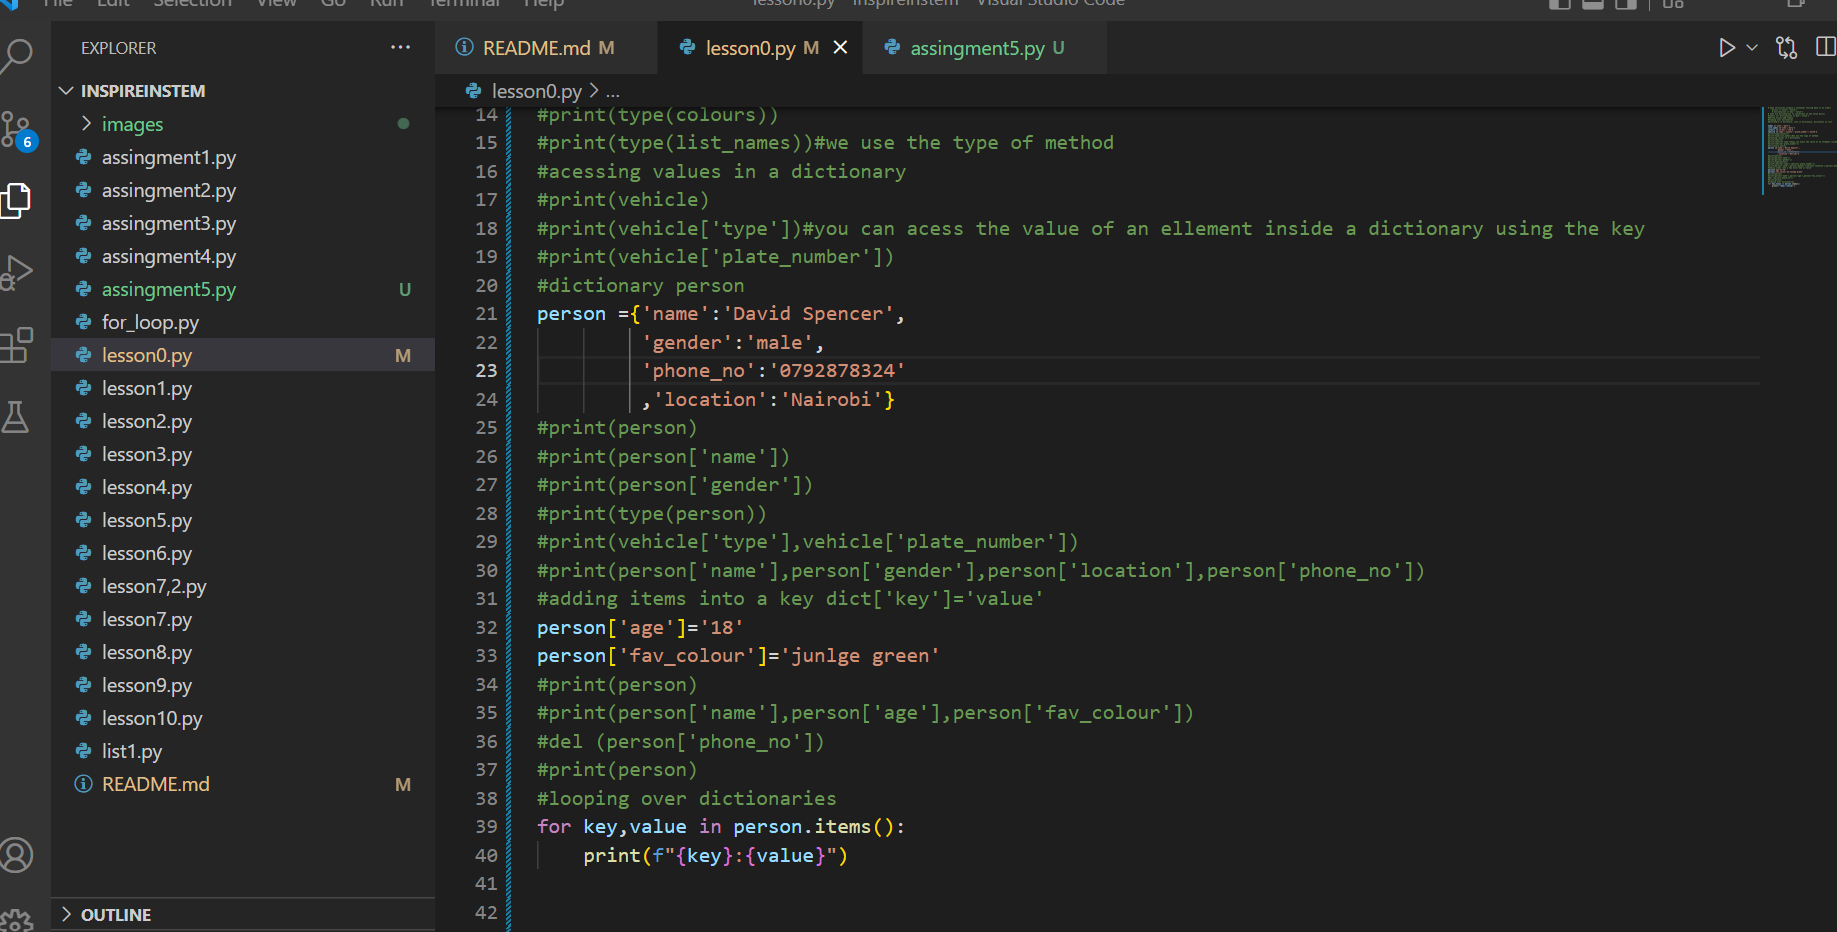 File Edit Selection View Go Run Terminal Help lesson0.py - inspireinstem - Visual Studio Code
EXPLORER ···
README.md M
lesson0.py M
assingment5.py U
INSPIREINSTEM
lesson0.py > ...
6
images
assingment1.py
assingment2.py
assingment3.py
assingment4.py
assingment5.py U
for_loop.py
lesson0.py M
lesson1.py
lesson2.py
lesson3.py
lesson4.py
lesson5.py
lesson6.py
lesson7,2.py
lesson7.py
lesson8.py
lesson9.py
lesson10.py
list1.py
README.md M
OUTLINE
14 #print(type(colours))
15 #print(type(list_names))#we use the type of method
16 #acessing values in a dictionary
17 #print(vehicle)
18 #print(vehicle['type'])#you can acess the value of an ellement inside a dictionary using the key
19 #print(vehicle['plate_number'])
20 #dictionary person
21 person ={'name':'David Spencer',
22 'gender':'male',
23 'phone_no':'0792878324'
24 ,'location':'Nairobi'}
25 #print(person)
26 #print(person['name'])
27 #print(person['gender'])
28 #print(type(person))
29 #print(vehicle['type'],vehicle['plate_number'])
30 #print(person['name'],person['gender'],person['location'],person['phone_no'])
31 #adding items into a key dict['key']='value'
32 person['age']='18'
33 person['fav_colour']='junlge green'
34 #print(person)
35 #print(person['name'],person['age'],person['fav_colour'])
36 #del (person['phone_no'])
37 #print(person)
38 #looping over dictionaries
39 for key,value in person.items():
40 print(f"{key}:{value}")
41
42